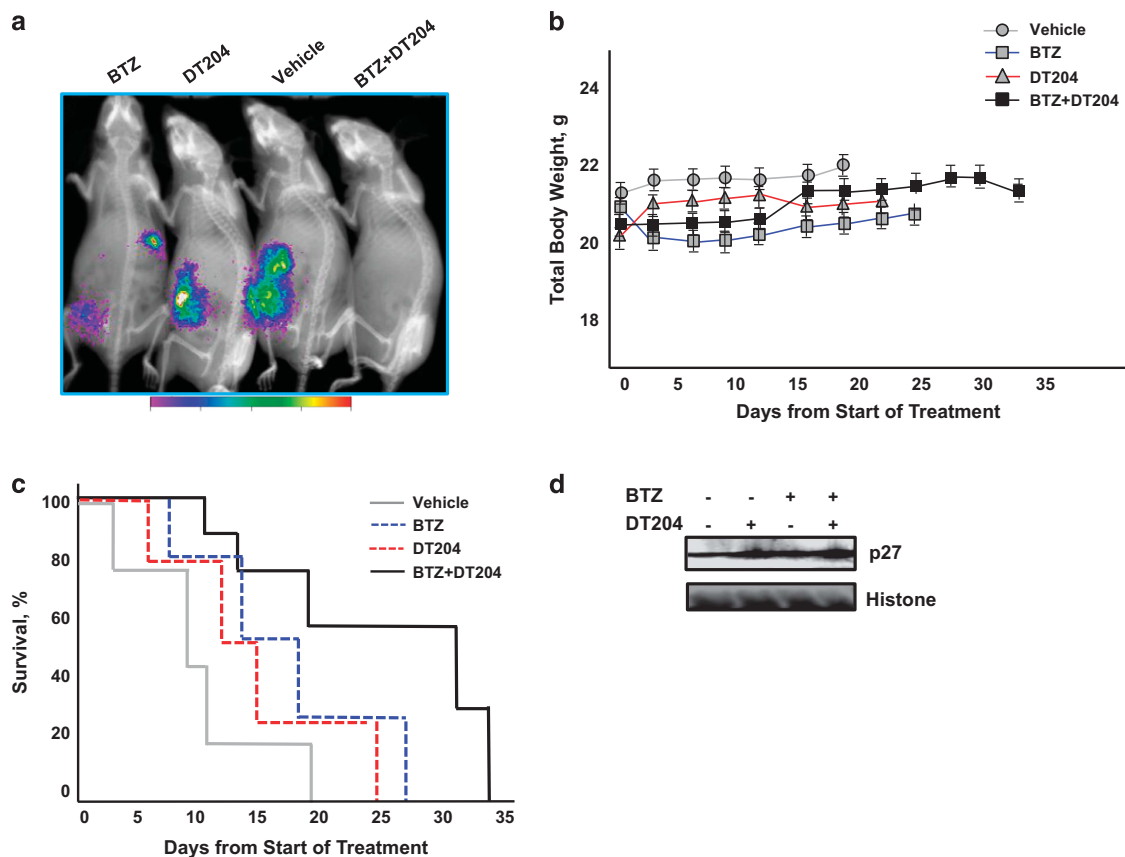 a
BTZ
DT204
Vehicle
BTZ+DT204
b
Vehicle
BTZ
DT204
BTZ+DT204
Total Body Weight, g
24
22
20
18
0 5 10 15 20 25 30 35
Days from Start of Treatment
c
Vehicle
BTZ
DT204
BTZ+DT204
Survival, %
100
80
60
40
20
0
0 5 10 15 20 25 30 35
Days from Start of Treatment
d
BTZ - - + +
DT204 - + - +
p27
Histone